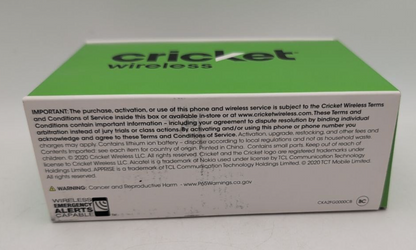 cricket
wireless
IMPORTANT: The purchase, activation, or use of this phone and wireless service is subject to the Cricket Wireless Terms
and Conditions of Service inside this box or available in-store or at www.cricketwireless.com. These Terms and
Conditions contain important information - including your agreement to dispute resolution by binding individual
arbitration instead of jury trials or class actions. By activating and/or using this phone or phone number you
acknowledge and agree to these Terms & Conditions of Service. Activation, upgrade, restocking, and other fees and
charges may apply. Contains lithium ion battery - dispose according to local regulations and not as household waste.
Contents imported; see each item for country of origin. Printed in China. Contains small parts. Keep out of reach of
children. © 2020 Cricket Wireless LLC. All rights reserved. Cricket and the Cricket logo are registered trademarks under
license to Cricket Wireless LLC. Alcatel is a trademark of Nokia used under license by TCL Communication Technology
Holdings Limited. APPRISE is a trademark of TCL Communication Technology Holdings Limited. © 2020 TCT Mobile Limited.
All rights reserved.
WARNING: Cancer and Reproductive Harm - www.P65Warnings.ca.gov
WIRELESS
EMERGENCY
ALERTS
CAPABLE
BC